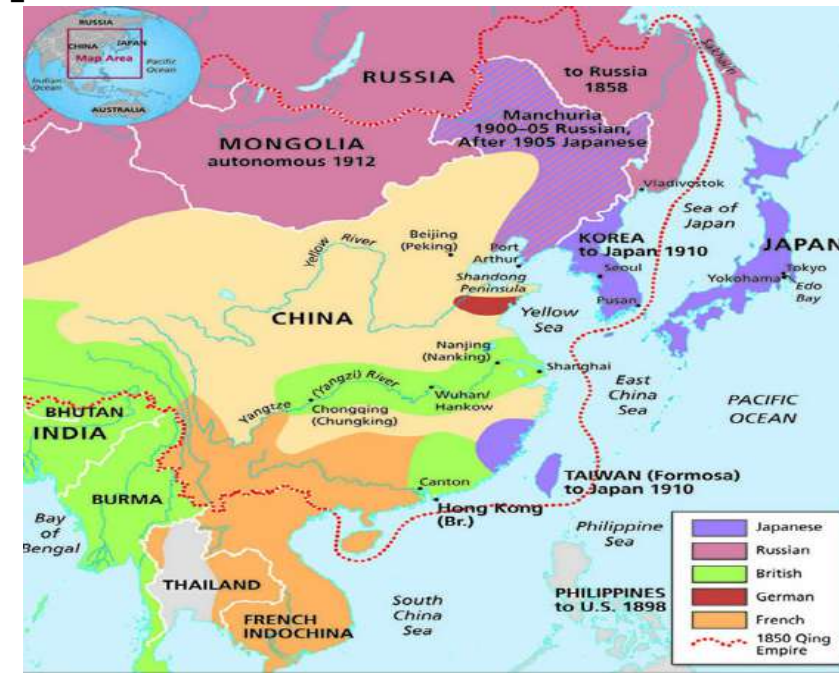 RUSSIA
CHINA
JAPAN
Map Area
Pacific
Ocean
Indian
Ocean
AUSTRALIA
RUSSIA
to Russia
1858
Sakhalin
MONGOLIA
autonomous 1912
Manchuria
1900–05 Russian,
After 1905 Japanese
Vladivostok
Sea of
Japan
Beijing
(Peking)
Yellow River
Port
Arthur
KOREA
to Japan 1910
Seoul
Pusan
JAPAN
Tokyo
Yokohama
Edo
Bay
Shandong
Peninsula
CHINA
Yellow
Sea
Nanjing
(Nanking)
Shanghai
Yangtze (Yangzi) River
Wuhan/
Hankow
Chongqing
(Chungking)
East
China
Sea
PACIFIC
OCEAN
BHUTAN
INDIA
BURMA
Canton
Hong Kong
(Br.)
TAIWAN (Formosa)
to Japan 1910
Bay
of
Bengal
THAILAND
FRENCH
INDOCHINA
South
China
Sea
Philippine
Sea
PHILIPPINES
to U.S. 1898
Japanese
Russian
British
German
French
1850 Qing
Empire